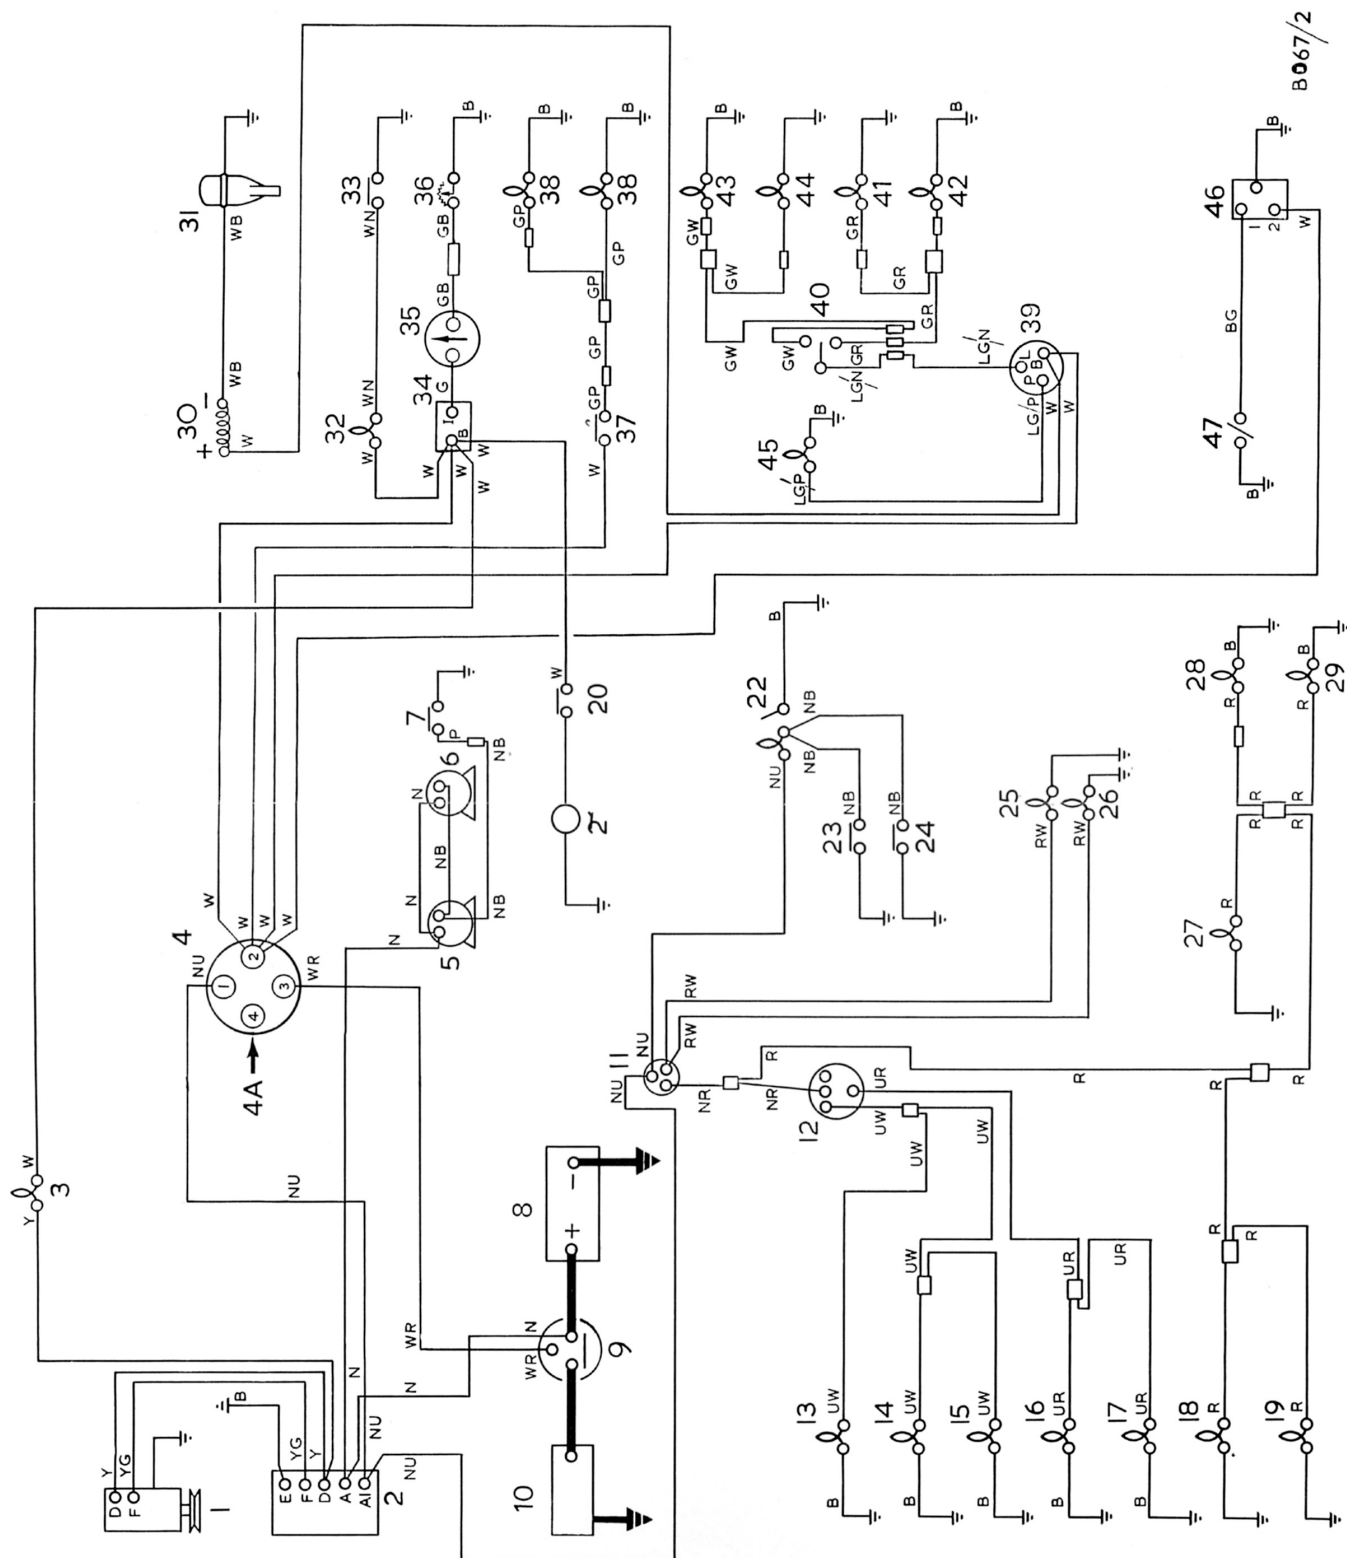 B067/2
31
WB
WB
30
+
−
W
33
B
36
B
38
B
38
B
43
44
41
B
42
WN
GB
GP
GP
GW
GW
GR
GR
35
GB
WN
32
W
34
G
I
B
W
W
W
W
GP
GP
GP
37
W
40
GW
GW
GR
GR
LGN
LGN
39
P
L
B
LG/P
W
W
45
LGP
B
46
B
1
2
W
BG
47
B
4
NU
W
W
W
W
WR
1
2
3
4
4A
7
P
NB
6
N
NB
N
5
NB
N
20
W
2
22
B
NU
NB
NB
23
NB
24
NB
25
RW
26
RW
28
R
B
29
R
B
R
R
R
R
27
R
11
NU
NU
RW
RW
NR
R
NR
12
UR
UW
UW
UW
R
R
R
3
Y
W
NU
8
+
−
9
WR
WR
N
10
N
N
NU
1
D
F
Y
YG
B
YG
Y
E
F
D
A
A1
2
NU
13
UW
B
14
UW
UW
15
UW
B
16
UR
UR
UR
17
UR
B
18
R
R
R
19
R
B